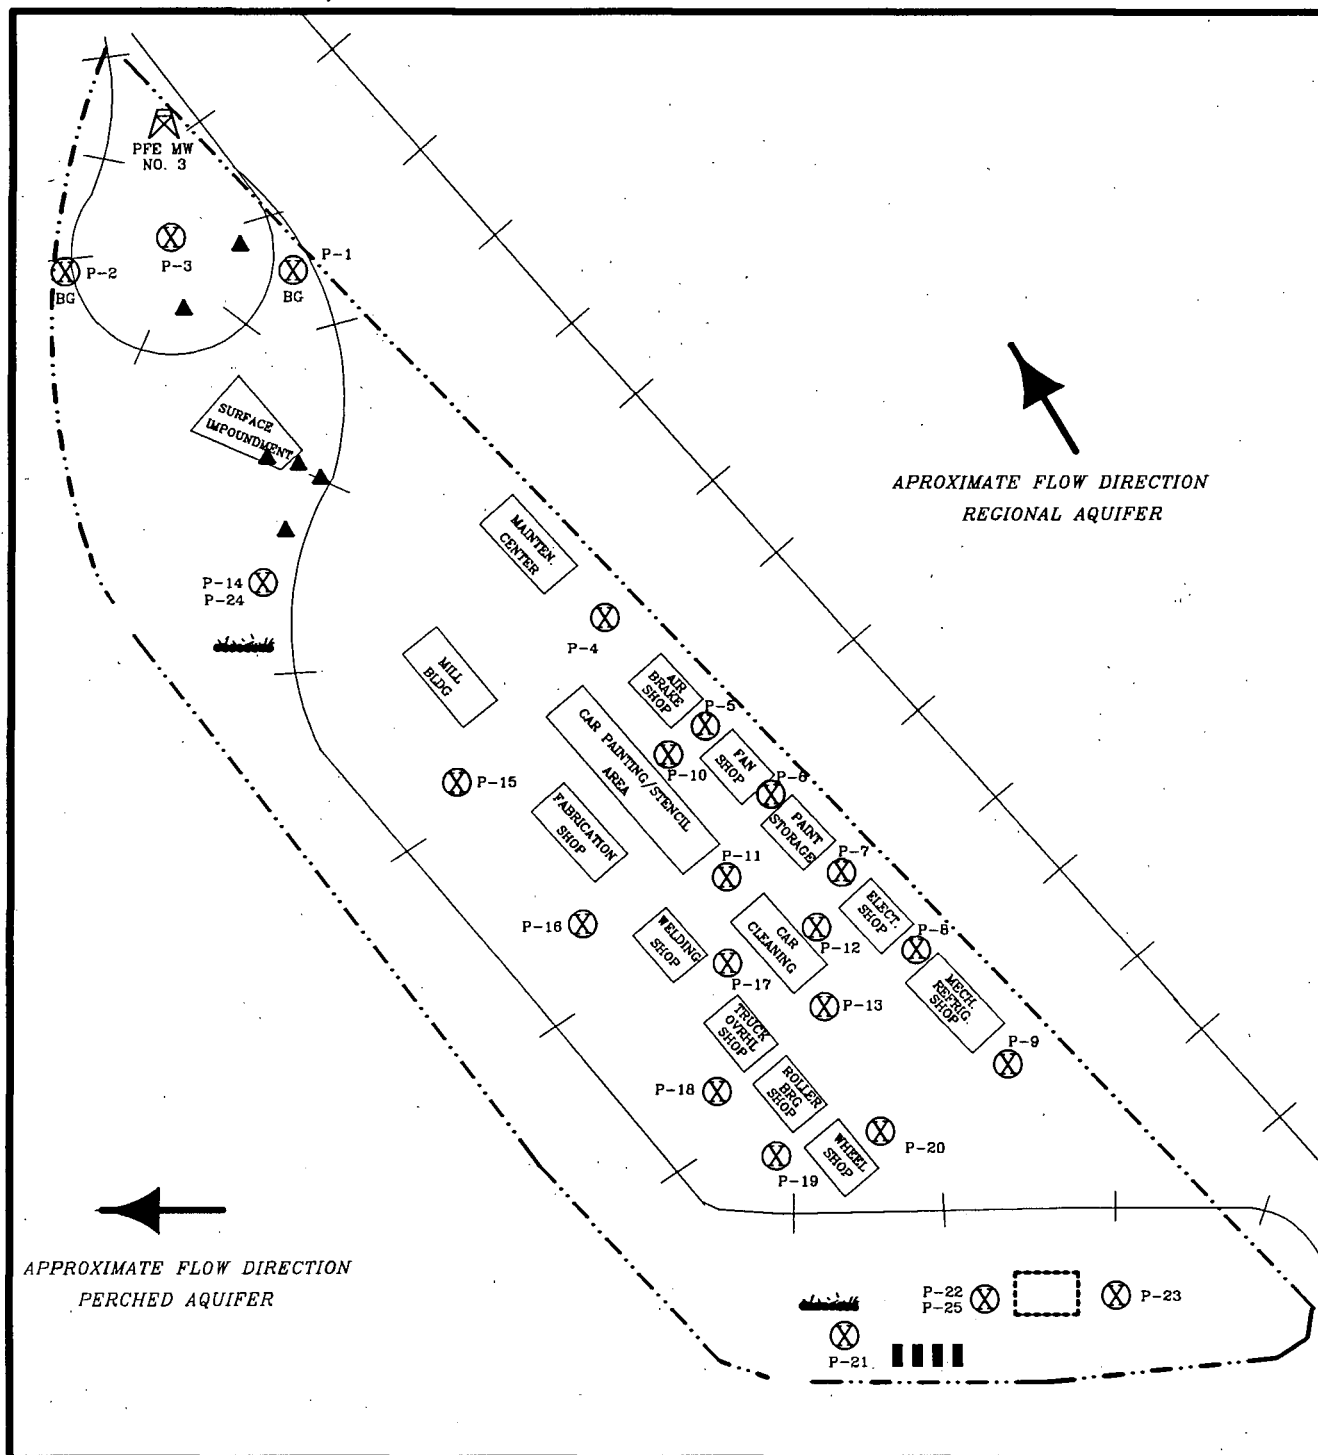 PFE MW
NO. 3
P-1
P-3
P-2
BG
BG
SURFACE
IMPOUNDMENT
APROXIMATE FLOW DIRECTION
REGIONAL AQUIFER
MAINTEN.
CENTER
P-14
P-24
P-4
MILL
BLDG
AIR
BRAKE
SHOP
P-5
CAR PAINTING/STENCIL
AREA
FAN
SHOP
P-10
P-6
P-15
FABRICATION
SHOP
PAINT
STORAGE
P-11
P-7
ELECT.
SHOP
P-16
WELDING
SHOP
CAR
CLEANING
P-12
P-8
P-17
MECH.
REFRIG.
SHOP
P-13
TRUCK
OVRHL
SHOP
P-9
ROLLER
BRG
SHOP
P-18
WHEEL
SHOP
P-20
P-19
APPROXIMATE FLOW DIRECTION
PERCHED AQUIFER
P-22
P-25
P-23
P-21